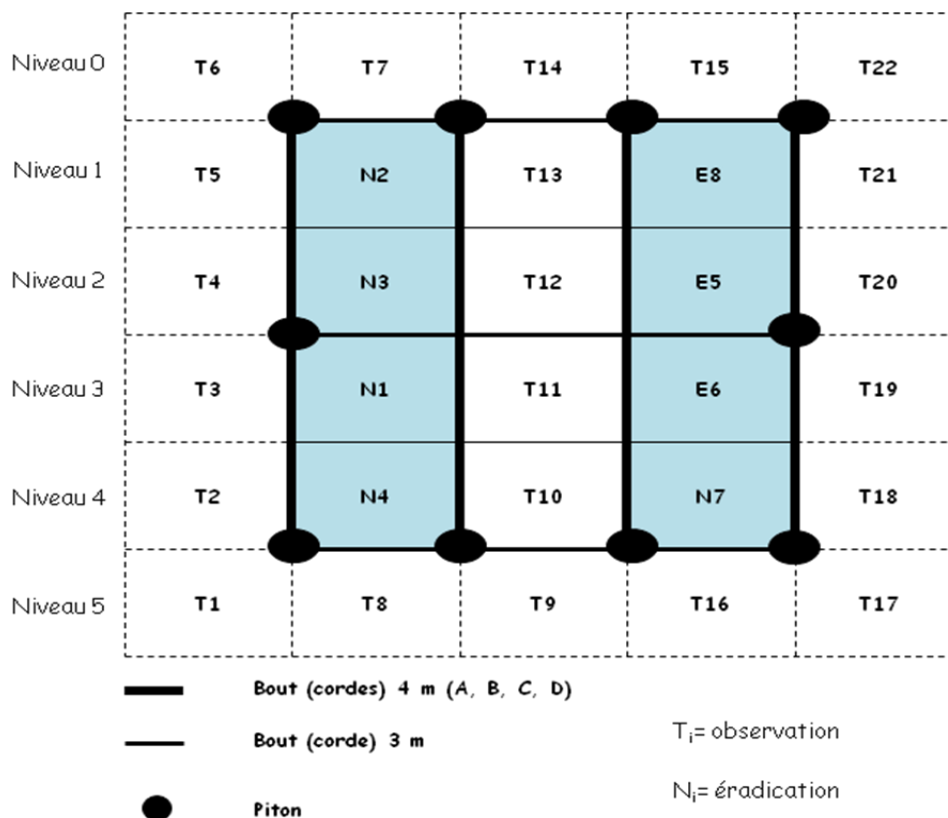 Niveau 0 T6 T7 T14 T15 T22
Niveau 1 T5 N2 T13 E8 T21
Niveau 2 T4 N3 T12 E5 T20
Niveau 3 T3 N1 T11 E6 T19
Niveau 4 T2 N4 T10 N7 T18
Niveau 5 T1 T8 T9 T16 T17
Bout (cordes) 4 m (A, B, C, D)
Bout (corde) 3 m
Ti= observation
Ni= éradication
Piton